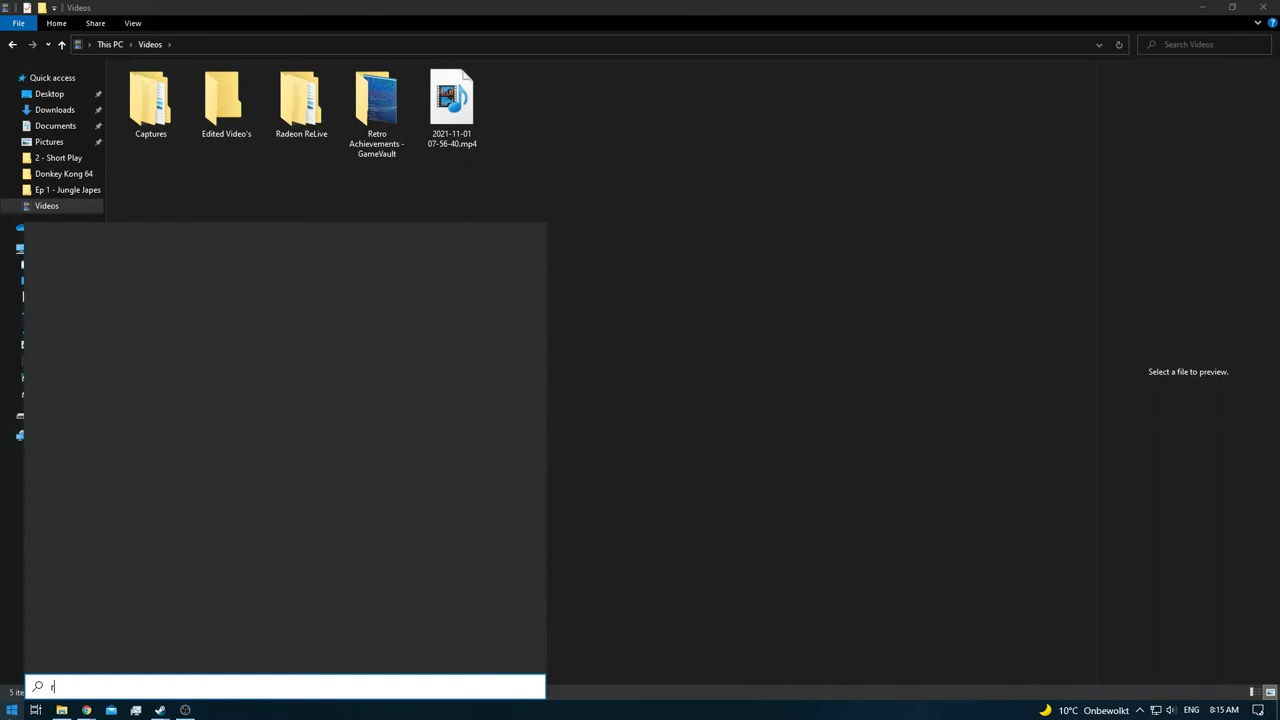 Videos
File
Home
Share
View
This PC
Videos
Search Videos
Quick access
Desktop
Downloads
Documents
Pictures
2 - Short Play
Donkey Kong 64
Ep 1 - Jungle Japes
Videos
Captures
Edited Video's
Radeon ReLive
Retro
Achievements -
GameVault
2021-11-01
07-56-40.mp4
Select a file to preview.
5 ite
r
10°C
Onbewolkt
ENG
8:15 AM